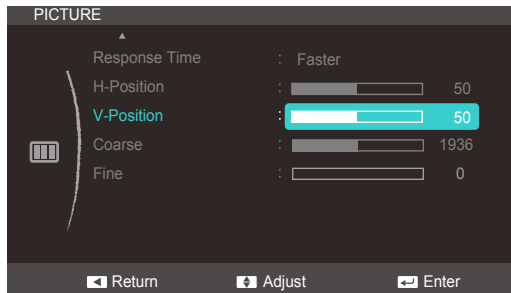 PICTURE
Response Time : Faster
H-Position : 50
V-Position : 50
Coarse : 1936
Fine : 0
Return Adjust Enter